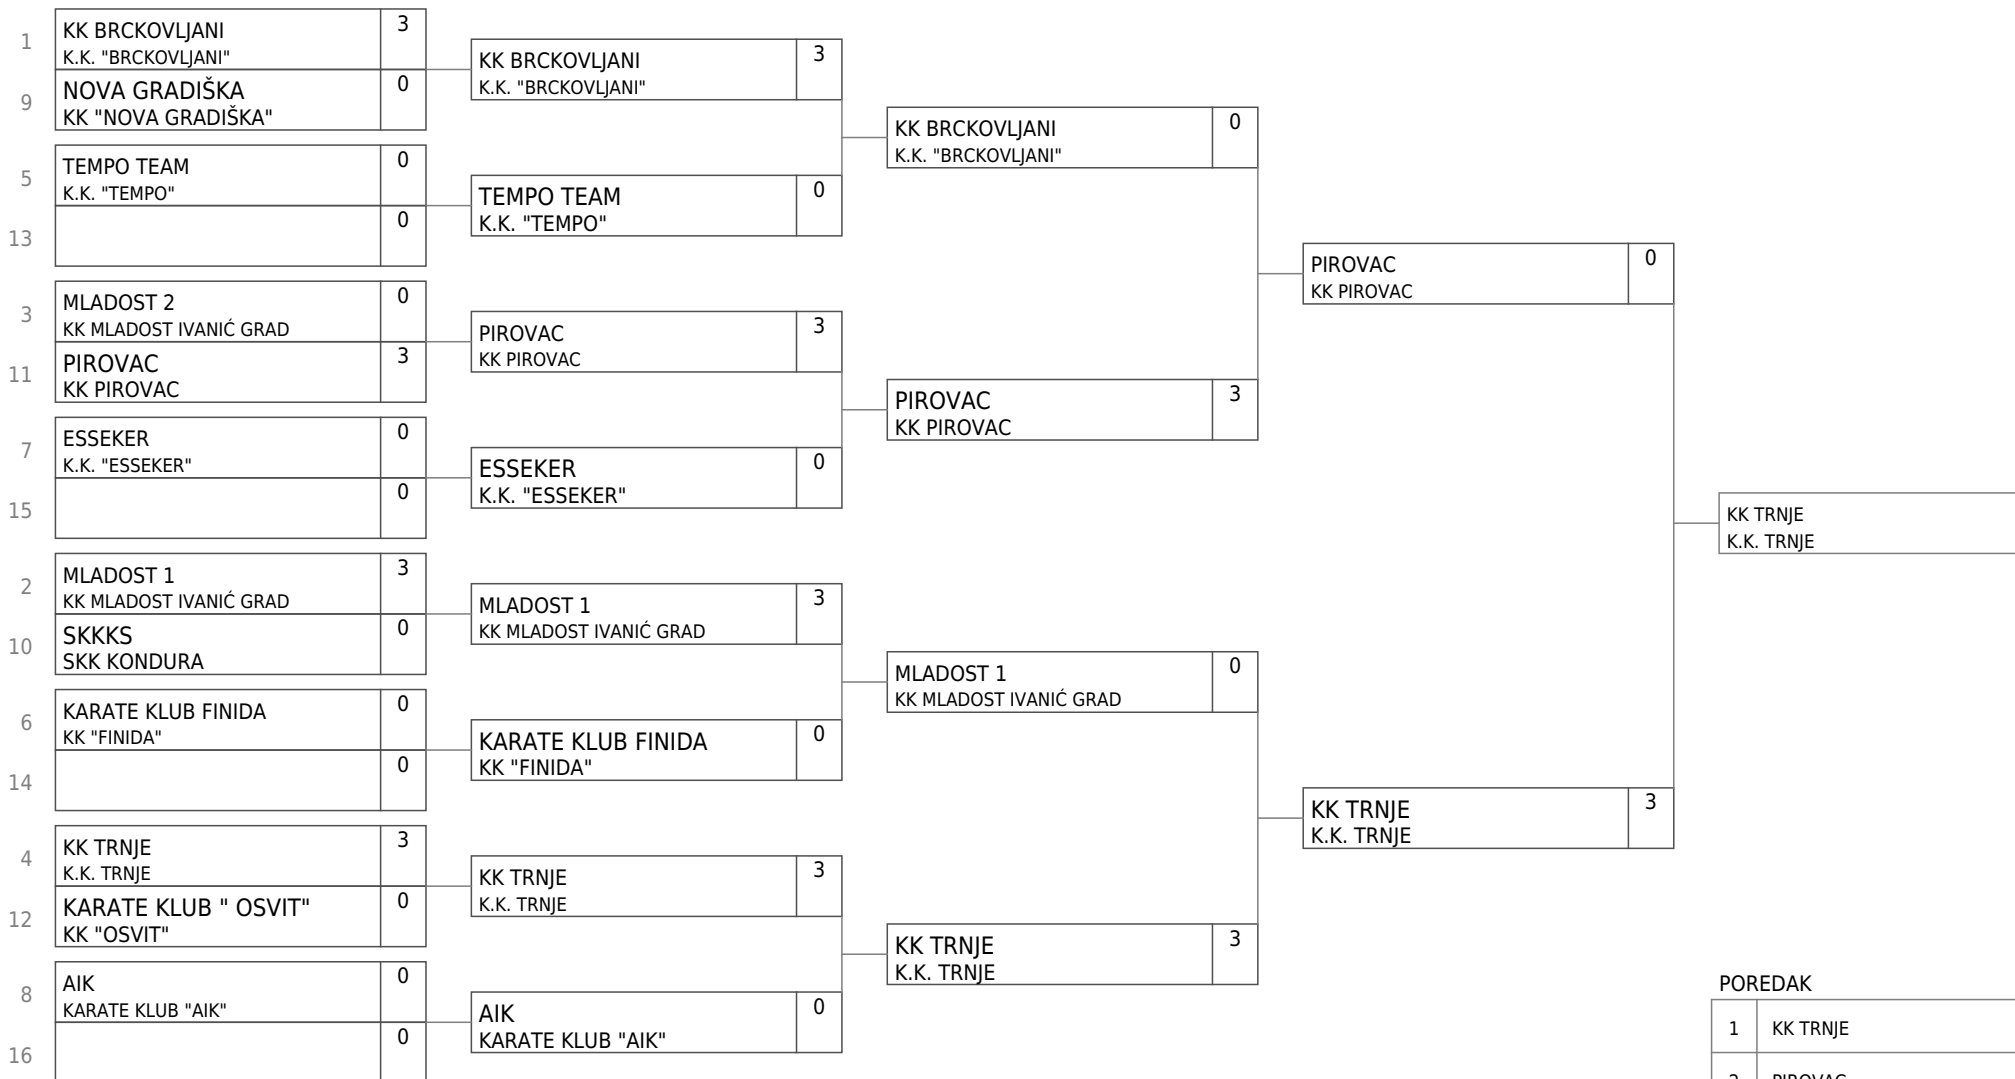 1
KK BRCKOVLJANI
K.K. "BRCKOVLJANI"
3
9
NOVA GRADIŠKA
KK "NOVA GRADIŠKA"
0
5
TEMPO TEAM
K.K. "TEMPO"
0
13
0
3
MLADOST 2
KK MLADOST IVANIĆ GRAD
0
11
PIROVAC
KK PIROVAC
3
7
ESSEKER
K.K. "ESSEKER"
0
15
0
2
MLADOST 1
KK MLADOST IVANIĆ GRAD
3
10
SKKKS
SKK KONDURA
0
6
KARATE KLUB FINIDA
KK "FINIDA"
0
14
0
4
KK TRNJE
K.K. TRNJE
3
12
KARATE KLUB " OSVIT"
KK "OSVIT"
0
8
AIK
KARATE KLUB "AIK"
0
16
0
KK BRCKOVLJANI
K.K. "BRCKOVLJANI"
3
TEMPO TEAM
K.K. "TEMPO"
0
PIROVAC
KK PIROVAC
3
ESSEKER
K.K. "ESSEKER"
0
MLADOST 1
KK MLADOST IVANIĆ GRAD
3
KARATE KLUB FINIDA
KK "FINIDA"
0
KK TRNJE
K.K. TRNJE
3
AIK
KARATE KLUB "AIK"
0
KK BRCKOVLJANI
K.K. "BRCKOVLJANI"
0
PIROVAC
KK PIROVAC
3
MLADOST 1
KK MLADOST IVANIĆ GRAD
0
KK TRNJE
K.K. TRNJE
3
PIROVAC
KK PIROVAC
0
KK TRNJE
K.K. TRNJE
3
KK TRNJE
K.K. TRNJE
POREDAK
1 KK TRNJE
2 PIROVAC